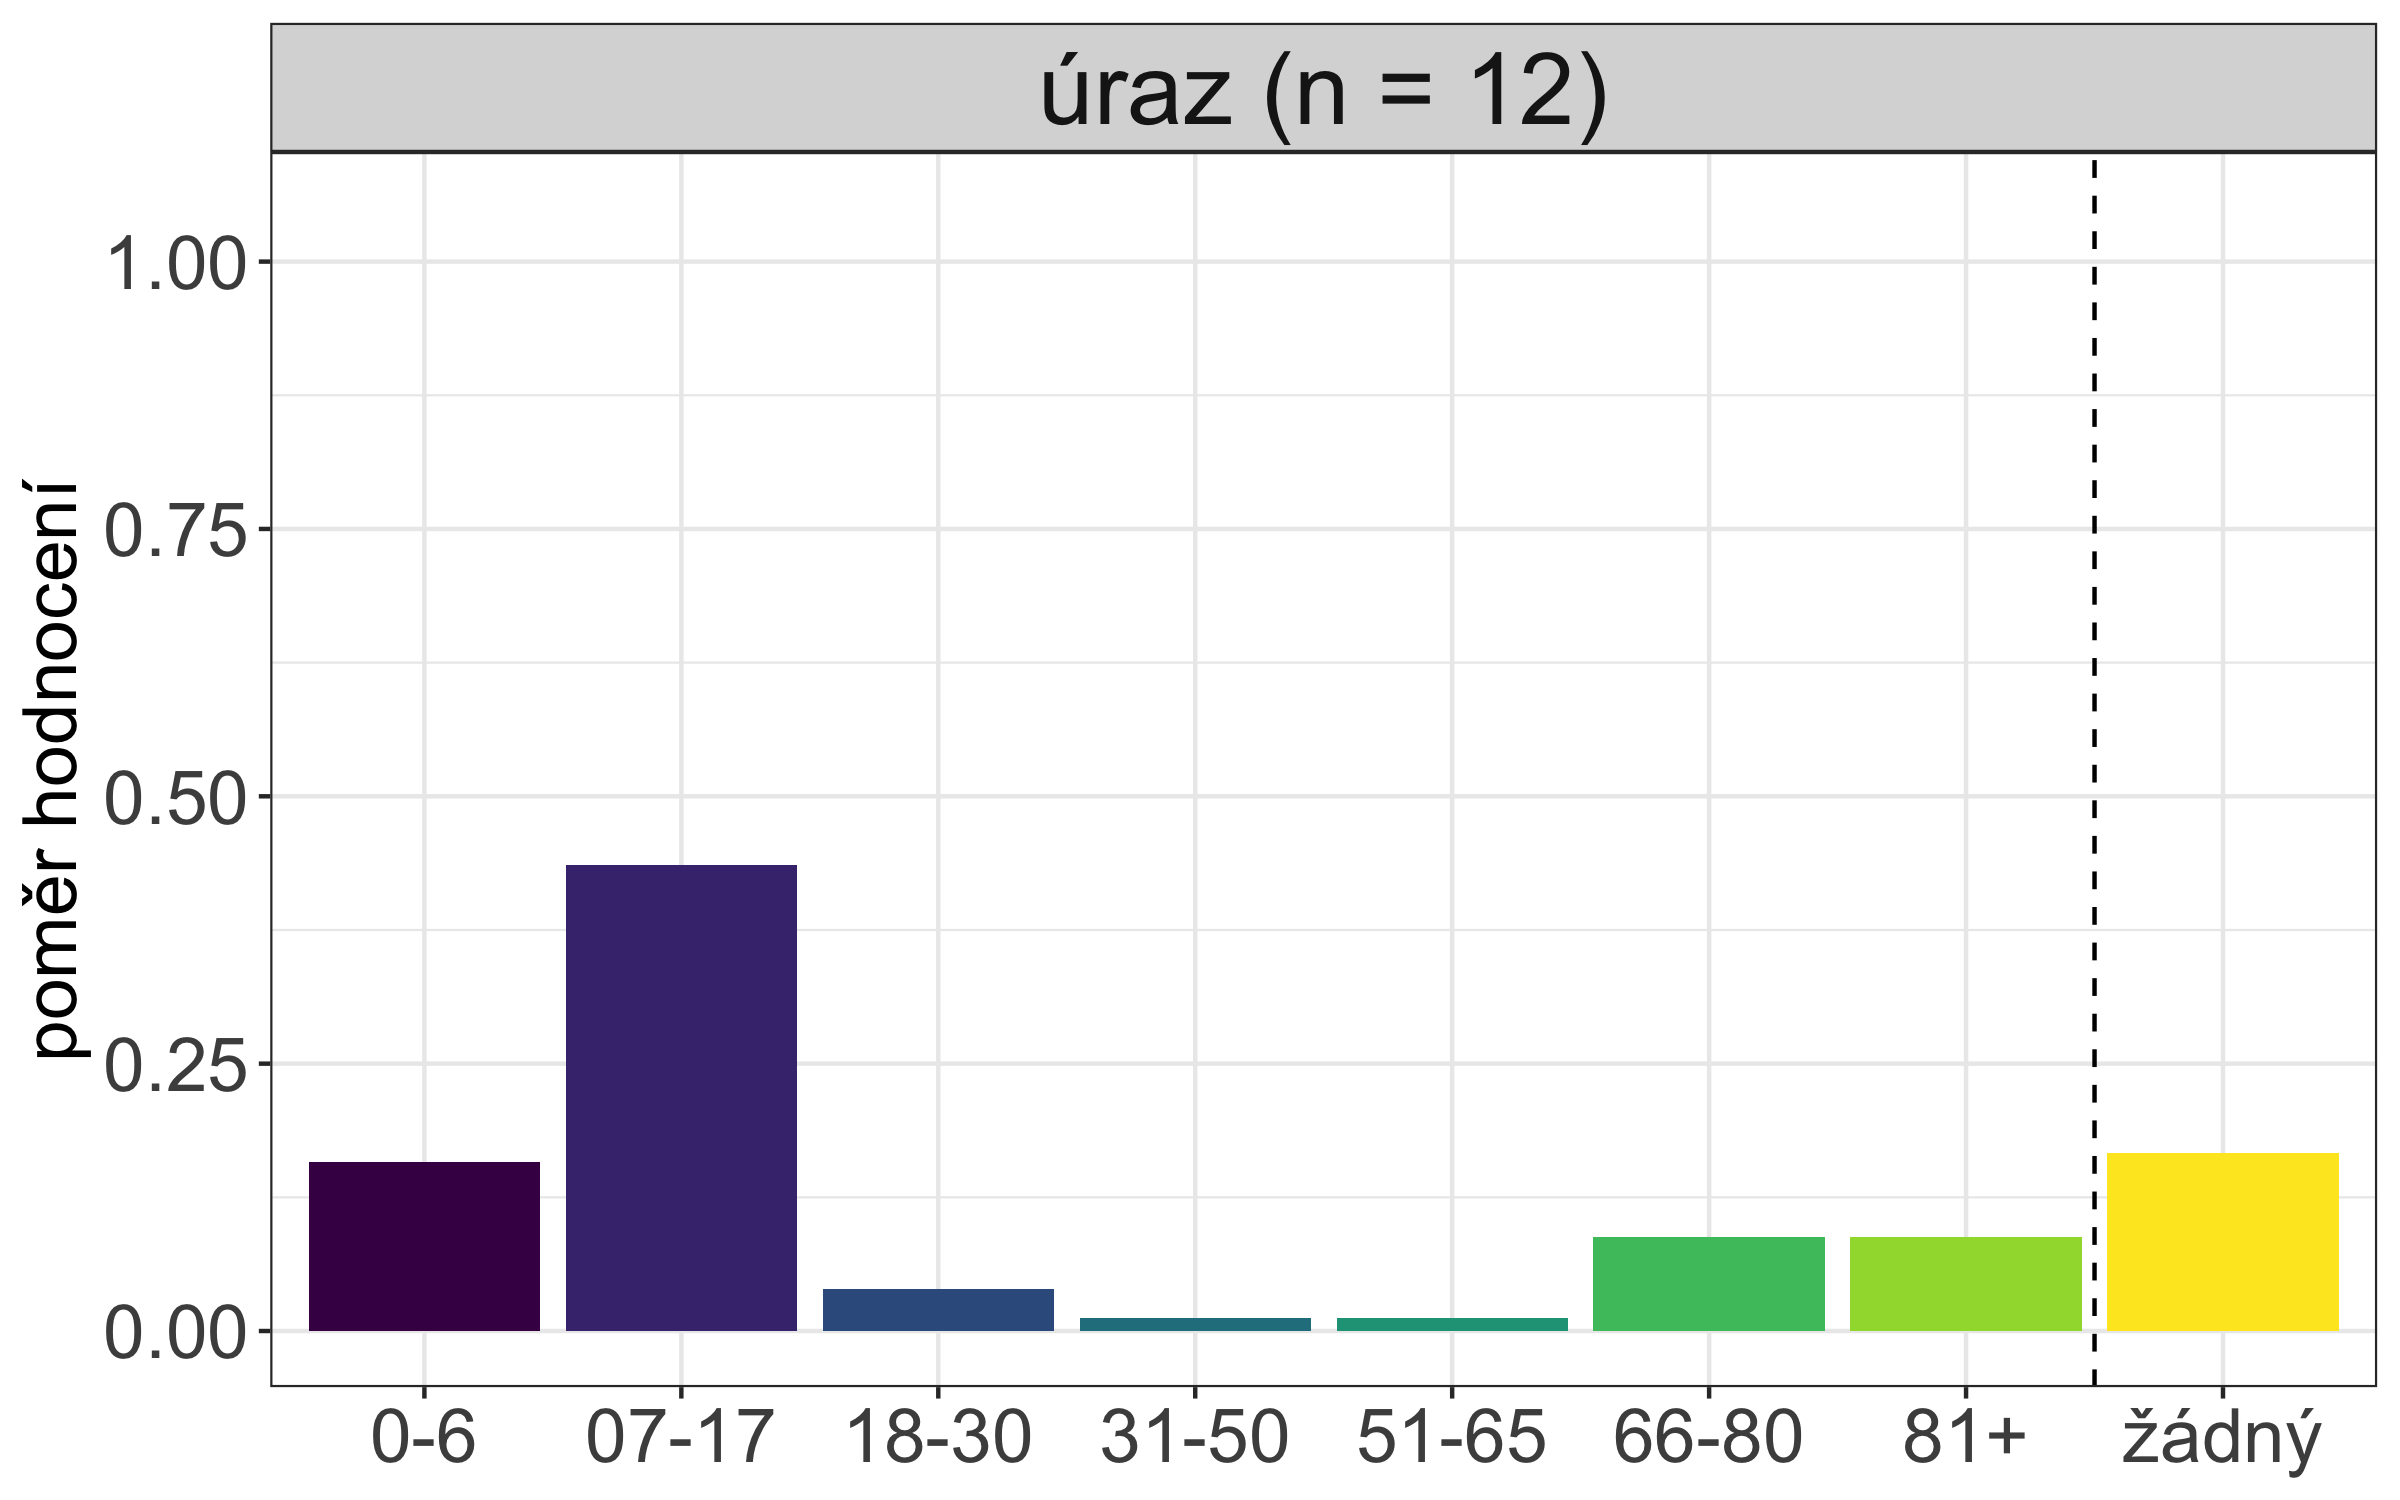 úraz (n = 12)
poměr hodnocení
1.00
0.75
0.50
0.25
0.00
0-6 07-17 18-30 31-50 51-65 66-80 81+ žádný